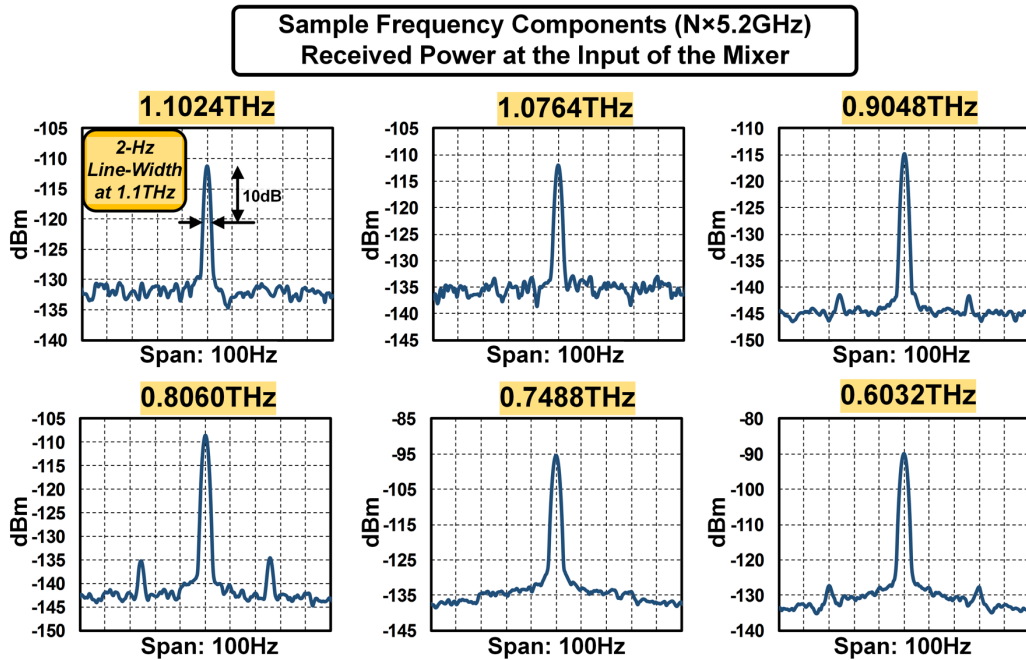 Sample Frequency Components (N×5.2GHz)
Received Power at the Input of the Mixer
1.1024THz
dBm
-105
-110
-115
-120
-125
-130
-135
-140
2-Hz
Line-Width
at 1.1THz
10dB
Span: 100Hz
1.0764THz
dBm
-105
-110
-115
-120
-125
-130
-135
-140
-145
Span: 100Hz
0.9048THz
dBm
-110
-115
-120
-125
-130
-135
-140
-145
-150
Span: 100Hz
0.8060THz
dBm
-105
-110
-115
-120
-125
-130
-135
-140
-145
-150
Span: 100Hz
0.7488THz
dBm
-85
-95
-105
-115
-125
-135
-145
Span: 100Hz
0.6032THz
dBm
-80
-90
-100
-110
-120
-130
-140
Span: 100Hz